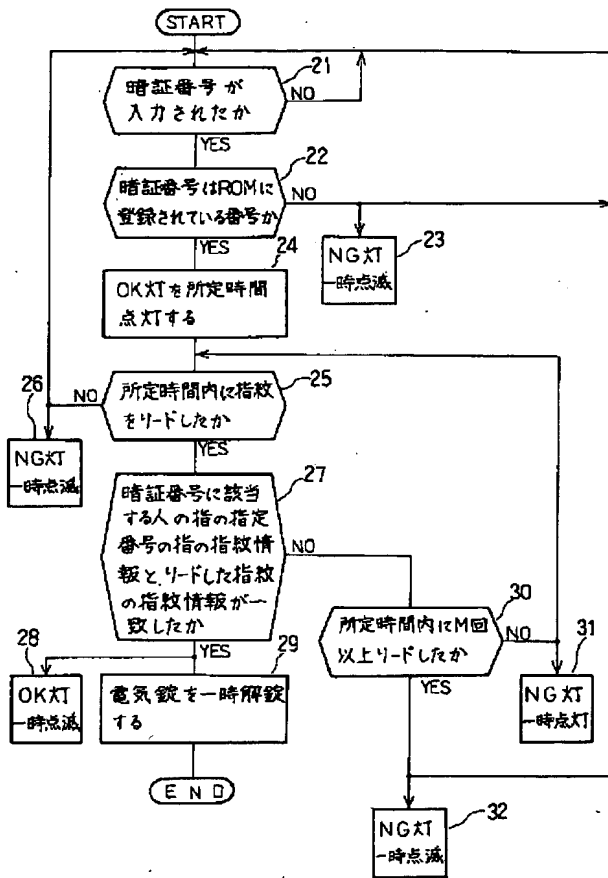 START
21
暗証番号が
入力されたか
NO
YES
22
暗証番号はROMに
登録されている番号か
NO
YES
23
NG灯
一時点滅
24
OK灯を所定時間
点灯する
25
所定時間内に指紋
をリードしたか
NO
YES
26
NG灯
一時点滅
27
暗証番号に該当
する人の指の指定
番号の指の指紋情
報と、リードした指紋
の指紋情報が一
致したか
NO
YES
28
OK灯
一時点滅
29
電気錠を一時解錠
する
END
30
所定時間内にM回
以上リードしたか
NO
YES
31
NG灯
一時点灯
32
NG灯
一時点滅